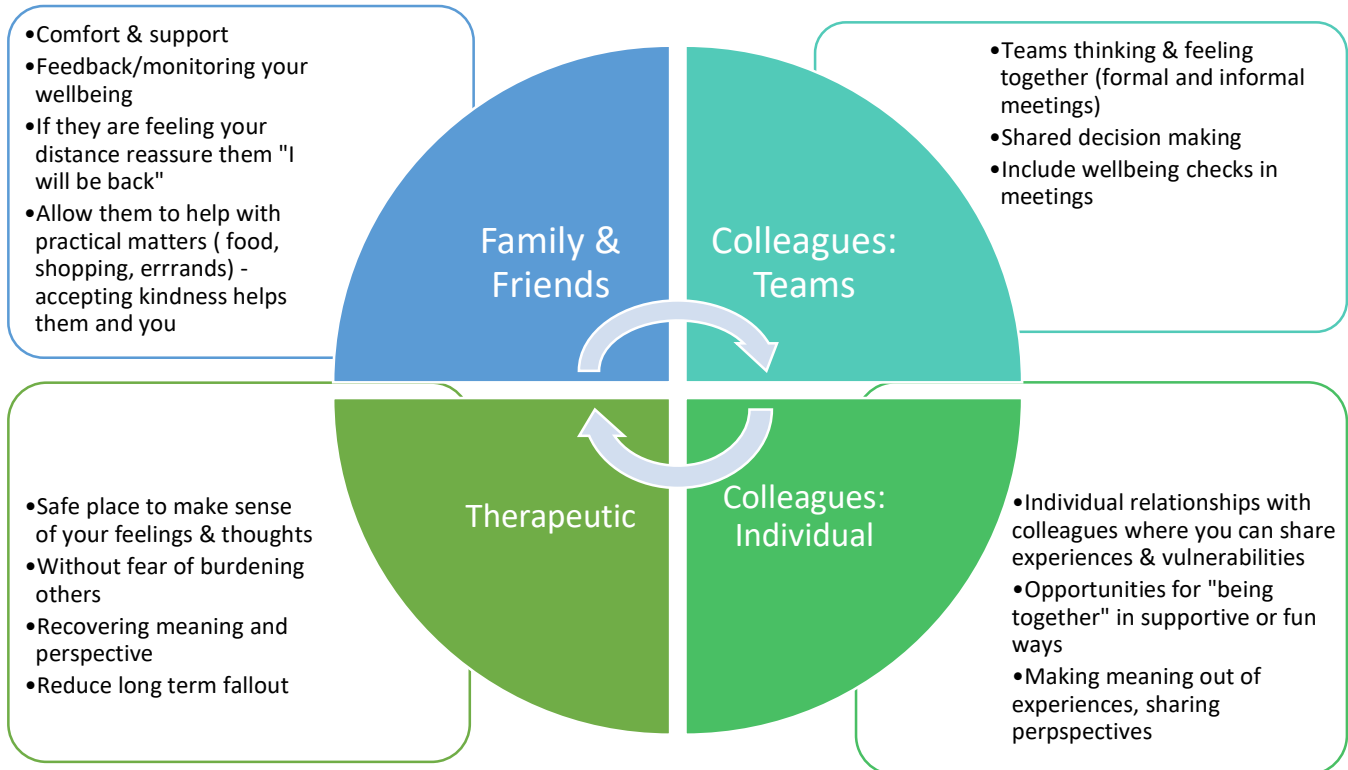 •Comfort & support
•Feedback/monitoring your
wellbeing
•If they are feeling your
distance reassure them "I
will be back"
•Allow them to help with
practical matters ( food,
shopping, errrands) -
accepting kindness helps
them and you
Family &
Friends
Colleagues:
Teams
•Teams thinking & feeling
together (formal and informal
meetings)
•Shared decision making
•Include wellbeing checks in
meetings
•Safe place to make sense
of your feelings & thoughts
•Without fear of burdening
others
•Recovering meaning and
perspective
•Reduce long term fallout
Therapeutic
Colleagues:
Individual
•Individual relationships with
colleagues where you can share
experiences & vulnerabilities
•Opportunities for "being
together" in supportive or fun
ways
•Making meaning out of
experiences, sharing
perpspectives